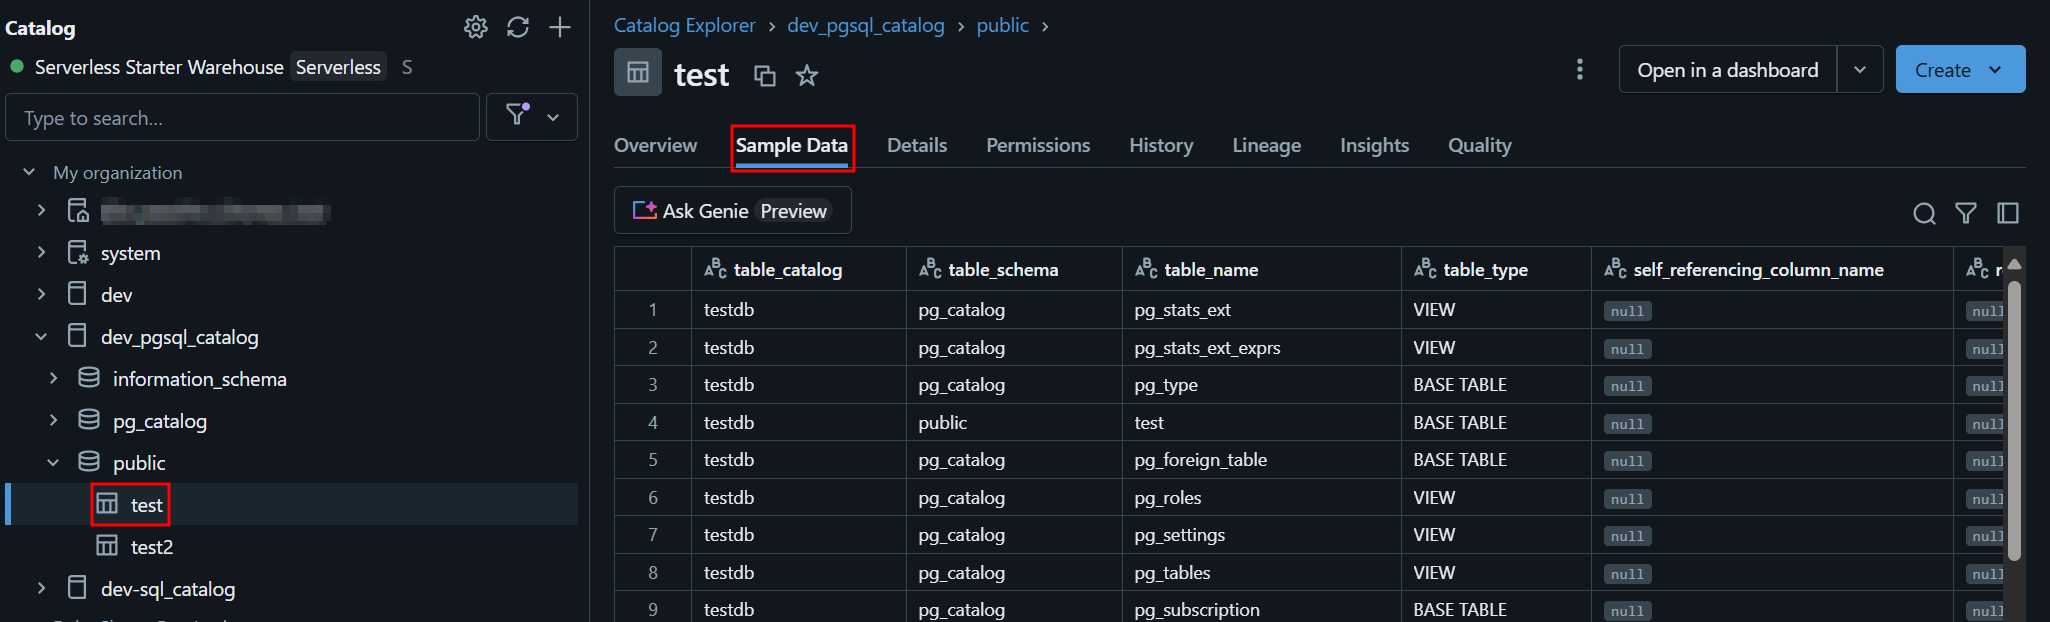 Catalog
Serverless Starter Warehouse Serverless S
Type to search...
My organization
system
dev
dev_pgsql_catalog
information_schema
pg_catalog
public
test
test2
dev-sql_catalog
Catalog Explorer › dev_pgsql_catalog › public ›
test
Open in a dashboard
Create
Overview Sample Data Details Permissions History Lineage Insights Quality
Ask Genie Preview
table_catalog table_schema table_name table_type self_referencing_column_name
1 testdb pg_catalog pg_stats_ext VIEW null null
2 testdb pg_catalog pg_stats_ext_exprs VIEW null null
3 testdb pg_catalog pg_type BASE TABLE null null
4 testdb public test BASE TABLE null null
5 testdb pg_catalog pg_foreign_table BASE TABLE null null
6 testdb pg_catalog pg_roles VIEW null null
7 testdb pg_catalog pg_settings VIEW null null
8 testdb pg_catalog pg_tables VIEW null null
9 testdb pg_catalog pg_subscription BASE TABLE null null